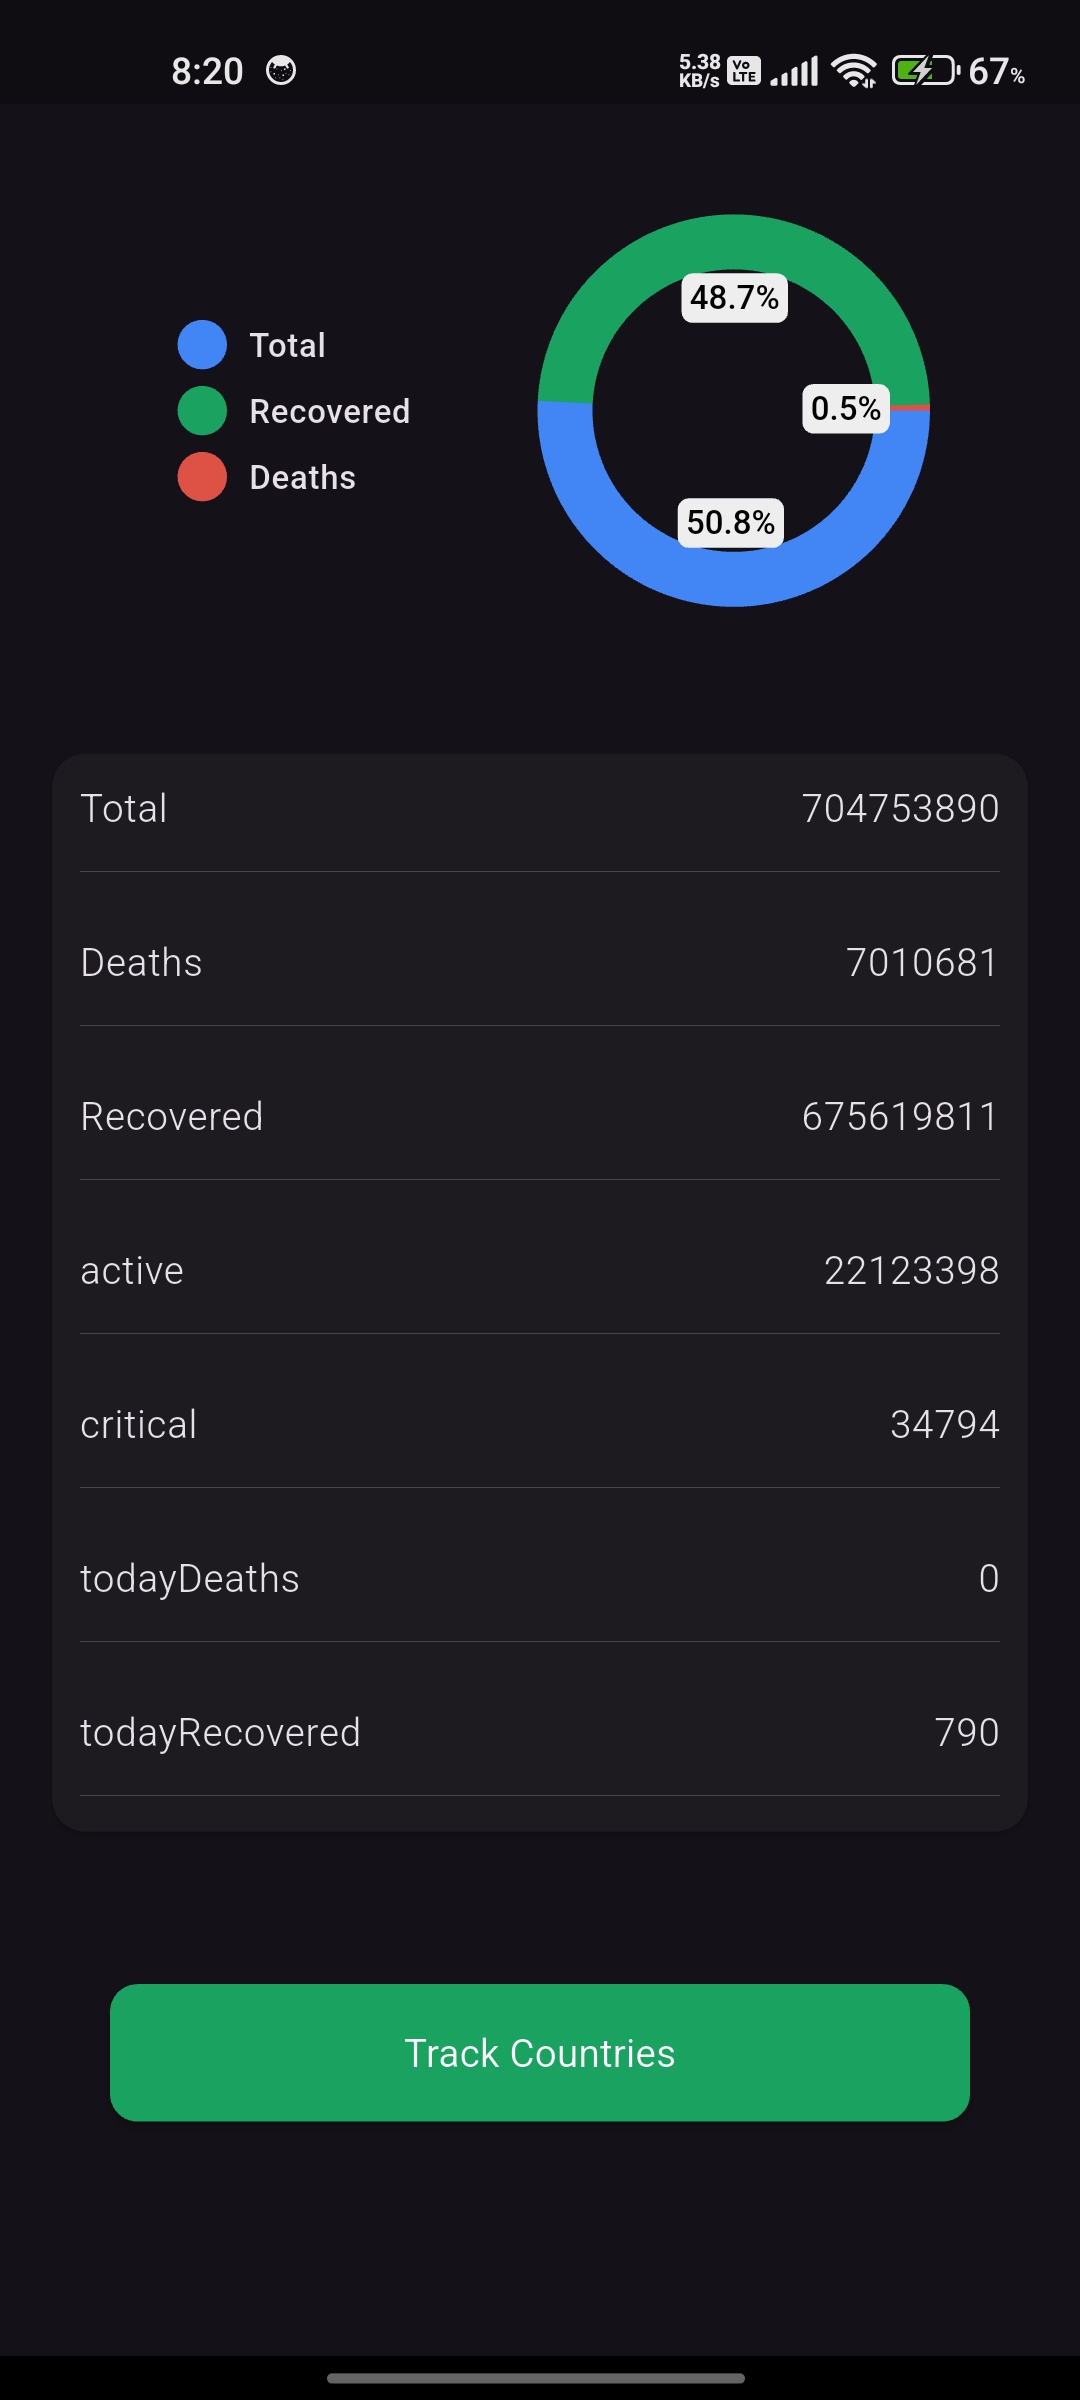 8:20 5.38 KB/s Vo LTE 67%
48.7%
Total
Recovered 0.5%
Deaths
50.8%
Total 704753890
Deaths 7010681
Recovered 675619811
active 22123398
critical 34794
todayDeaths 0
todayRecovered 790
Track Countries